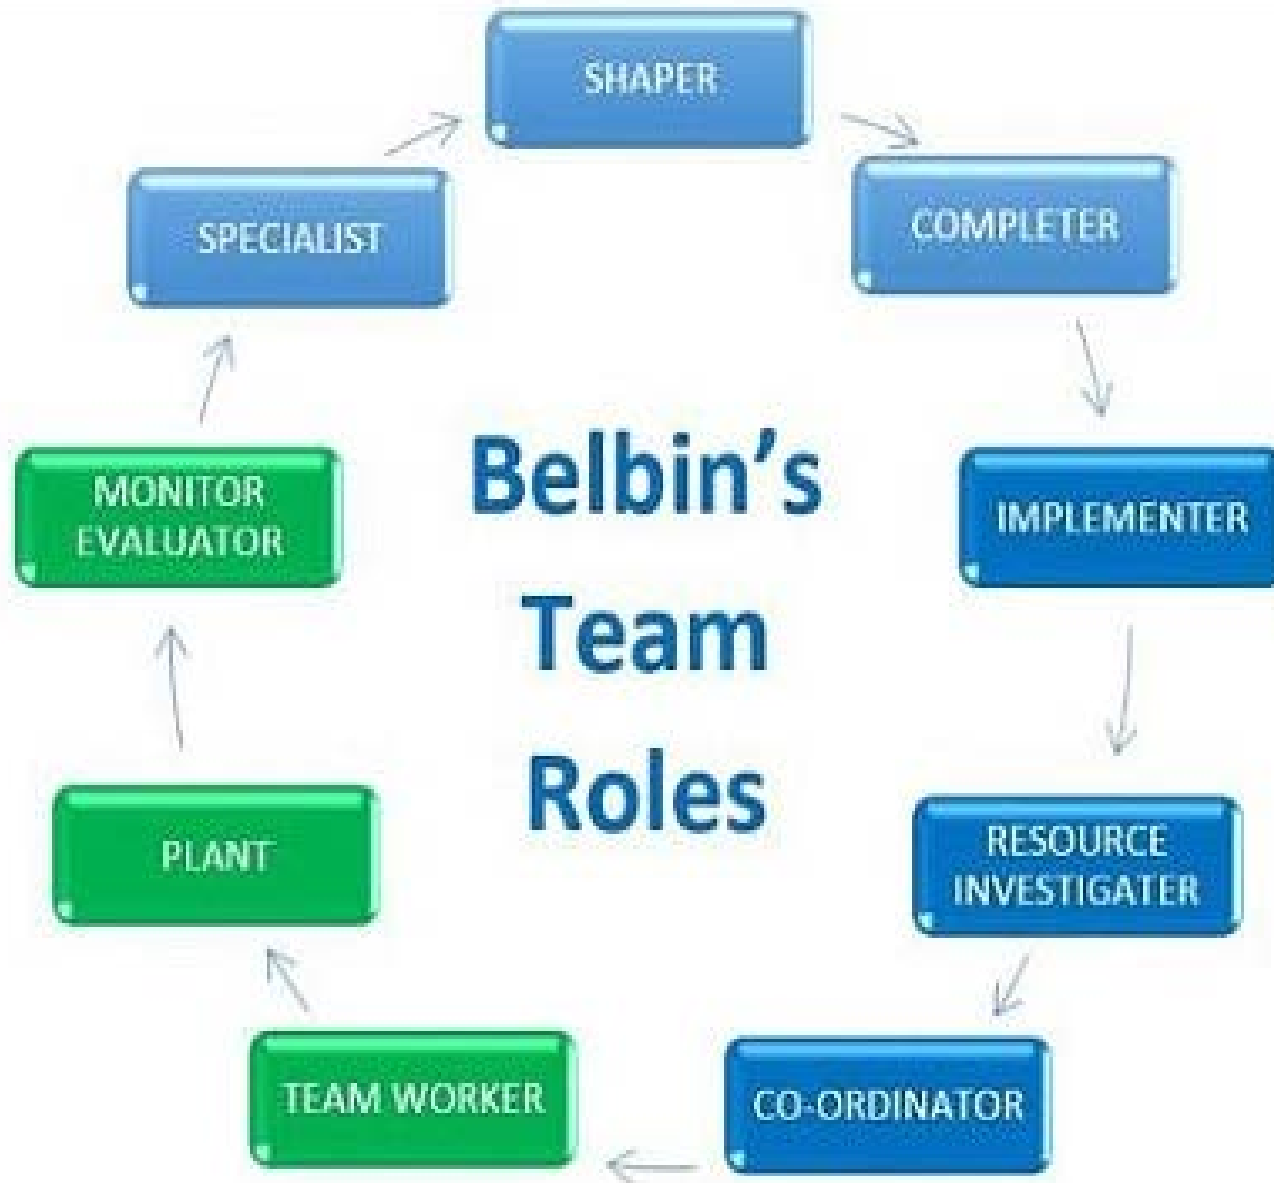 SHAPER
SPECIALIST
COMPLETER
MONITOR
EVALUATOR
Belbin's
Team
Roles
IMPLEMENTER
PLANT
RESOURCE
INVESTIGATER
TEAM WORKER
CO-ORDINATOR